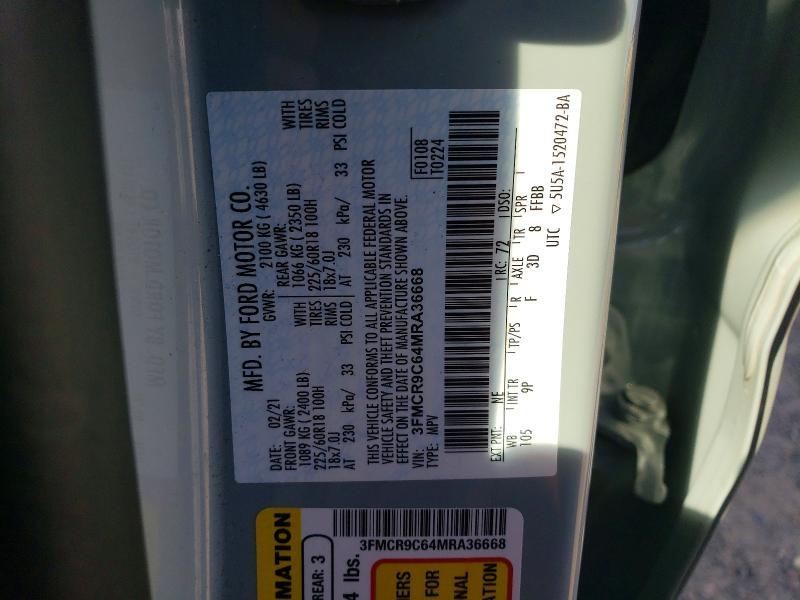 MFD. BY FORD MOTOR CO.
DATE: 02/21 GVWR: 2100 KG ( 4630 LB)
FRONT GAWR: REAR GAWR:
1089 KG ( 2400 LB) WITH 1066 KG ( 2350 LB) WITH
225/60R18 100H TIRES 225/60R18 100H TIRES
18x7.0J RIMS 18x7.0J RIMS
AT 230 kPa/ 33 PSI COLD AT 230 kPa/ 33 PSI COLD
THIS VEHICLE CONFORMS TO ALL APPLICABLE FEDERAL MOTOR
VEHICLE SAFETY AND THEFT PREVENTION STANDARDS IN
EFFECT ON THE DATE OF MANUFACTURE SHOWN ABOVE.
VIN: 3FMCR9C64MRA36668
TYPE: MPV
F0108
T0224
EXT PNT: NE RC: 72 DSO:
WB INT TR TP/PS R AXLE TR SPR
105 9P F 3D 8 FFBB
UTC ▽ 5U5A-1520472-BA
3FMCR9C64MRA36668
MATION
REAR: 3
4 lbs.
FOR